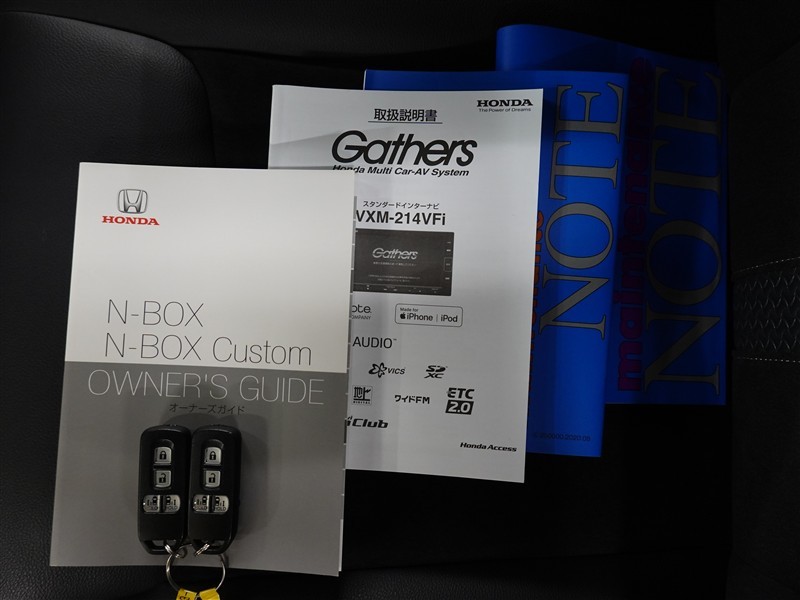 HONDA
N-BOX
N-BOX Custom
OWNER'S GUIDE
オーナーズガイド
取扱説明書
HONDA
The Power of Dreams
Gathers
Honda Multi Car-AV System
スタンダードインターナビ
VXM-214VFi
Gathers
Made for
iPhone | iPod
AUDIO
VICS
SD
XC
ワイドFM
ETC
2.0
iClub
Honda Access
NOTE
maintenance
NOTE